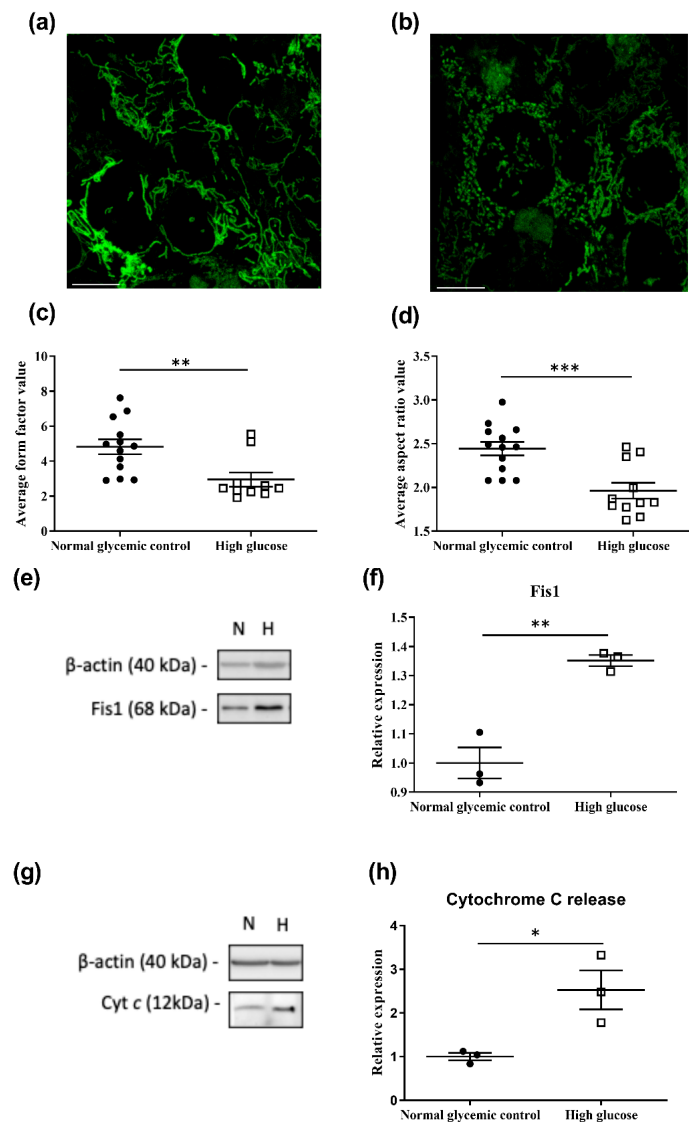 (a)
(b)
(c)
(d)
Average form factor value
10
8
6
4
2
0
**
Normal glycemic control
High glucose
Average aspect ratio value
3.5
3.0
2.5
2.0
1.5
***
Normal glycemic control
High glucose
(e)
N H
β-actin (40 kDa) -
Fis1 (68 kDa) -
(f)
Fis1
Relative expression
1.5
1.4
1.3
1.2
1.1
1.0
0.9
**
Normal glycemic control
High glucose
(g)
N H
β-actin (40 kDa) -
Cyt c (12kDa) -
(h)
Cytochrome C release
Relative expression
4
3
2
1
0
*
Normal glycemic control
High glucose